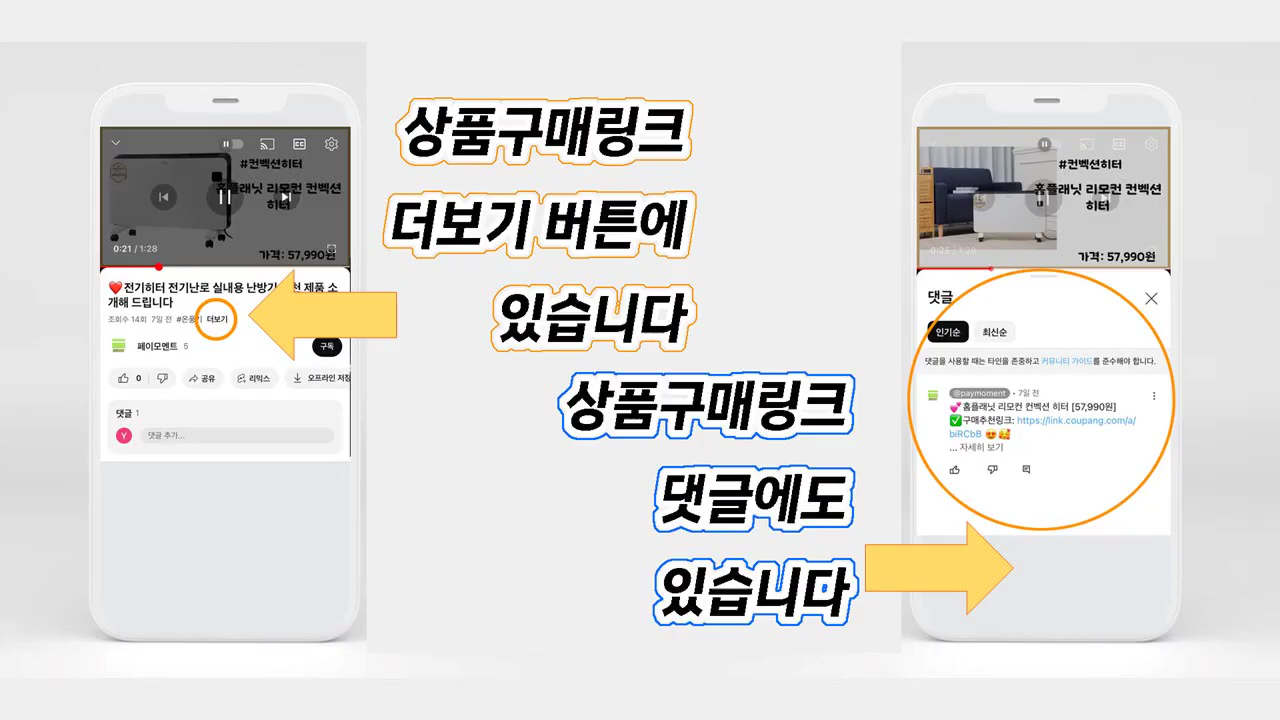 상품구매링크
더보기 버튼에
있습니다
상품구매링크
댓글에도
있습니다
#컨벡션히터
홈플래닛 리모컨 컨벡션
히터
0:21 / 1:28
가격: 57,990원
❤️전기히터 전기난로 실내용 난방기
개해 드립니다
조회수 14회 7일 전 더보기
페이모먼트 5
구독
0 공유 리믹스 오프라인 저장
댓글 1
Y 댓글 추가...
#컨벡션히터
홈플래닛 리모컨 컨벡션
히터
가격: 57,990원
댓글
인기순 최신순
댓글을 사용할 때는 타인을 존중하고 커뮤니티 가이드를 준수해야 합니다.
@paymoment • 7일 전
💞홈플래닛 리모컨 컨벡션 히터 [57,990원]
✅구매추천링크: https://link.coupang.com/a/
biRCbB 😍🥰
... 자세히 보기